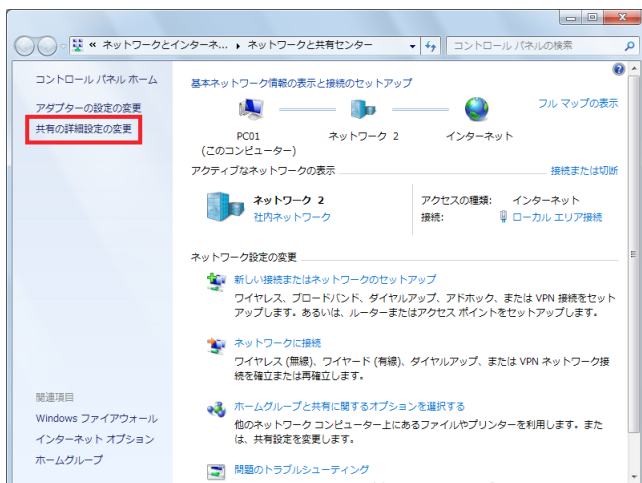 « ネットワークとインターネ... ▸ ネットワークと共有センター
コントロール パネルの検索
コントロール パネル ホーム
アダプターの設定の変更
共有の詳細設定の変更
基本ネットワーク情報の表示と接続のセットアップ
フル マップの表示
PC01
(このコンピューター)
ネットワーク 2
インターネット
アクティブなネットワークの表示
接続または切断
ネットワーク 2
社内ネットワーク
アクセスの種類: インターネット
接続: ローカル エリア接続
ネットワーク設定の変更
新しい接続またはネットワークのセットアップ
ワイヤレス、ブロードバンド、ダイヤルアップ、アドホック、または VPN 接続をセット
アップします。あるいは、ルーターまたはアクセス ポイントをセットアップします。
ネットワークに接続
ワイヤレス (無線)、ワイヤード (有線)、ダイヤルアップ、または VPN ネットワーク接
続を確立または再確立します。
ホームグループと共有に関するオプションを選択する
他のネットワーク コンピューター上にあるファイルやプリンターを利用します。また
は、共有設定を変更します。
問題のトラブルシューティング
関連項目
Windows ファイアウォール
インターネット オプション
ホームグループ